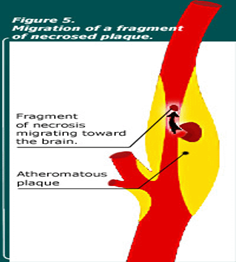 Figure 5.
Migration of a fragment
of necrosed plaque.
Fragment
of necrosis
migrating toward
the brain.
Atheromatous
plaque